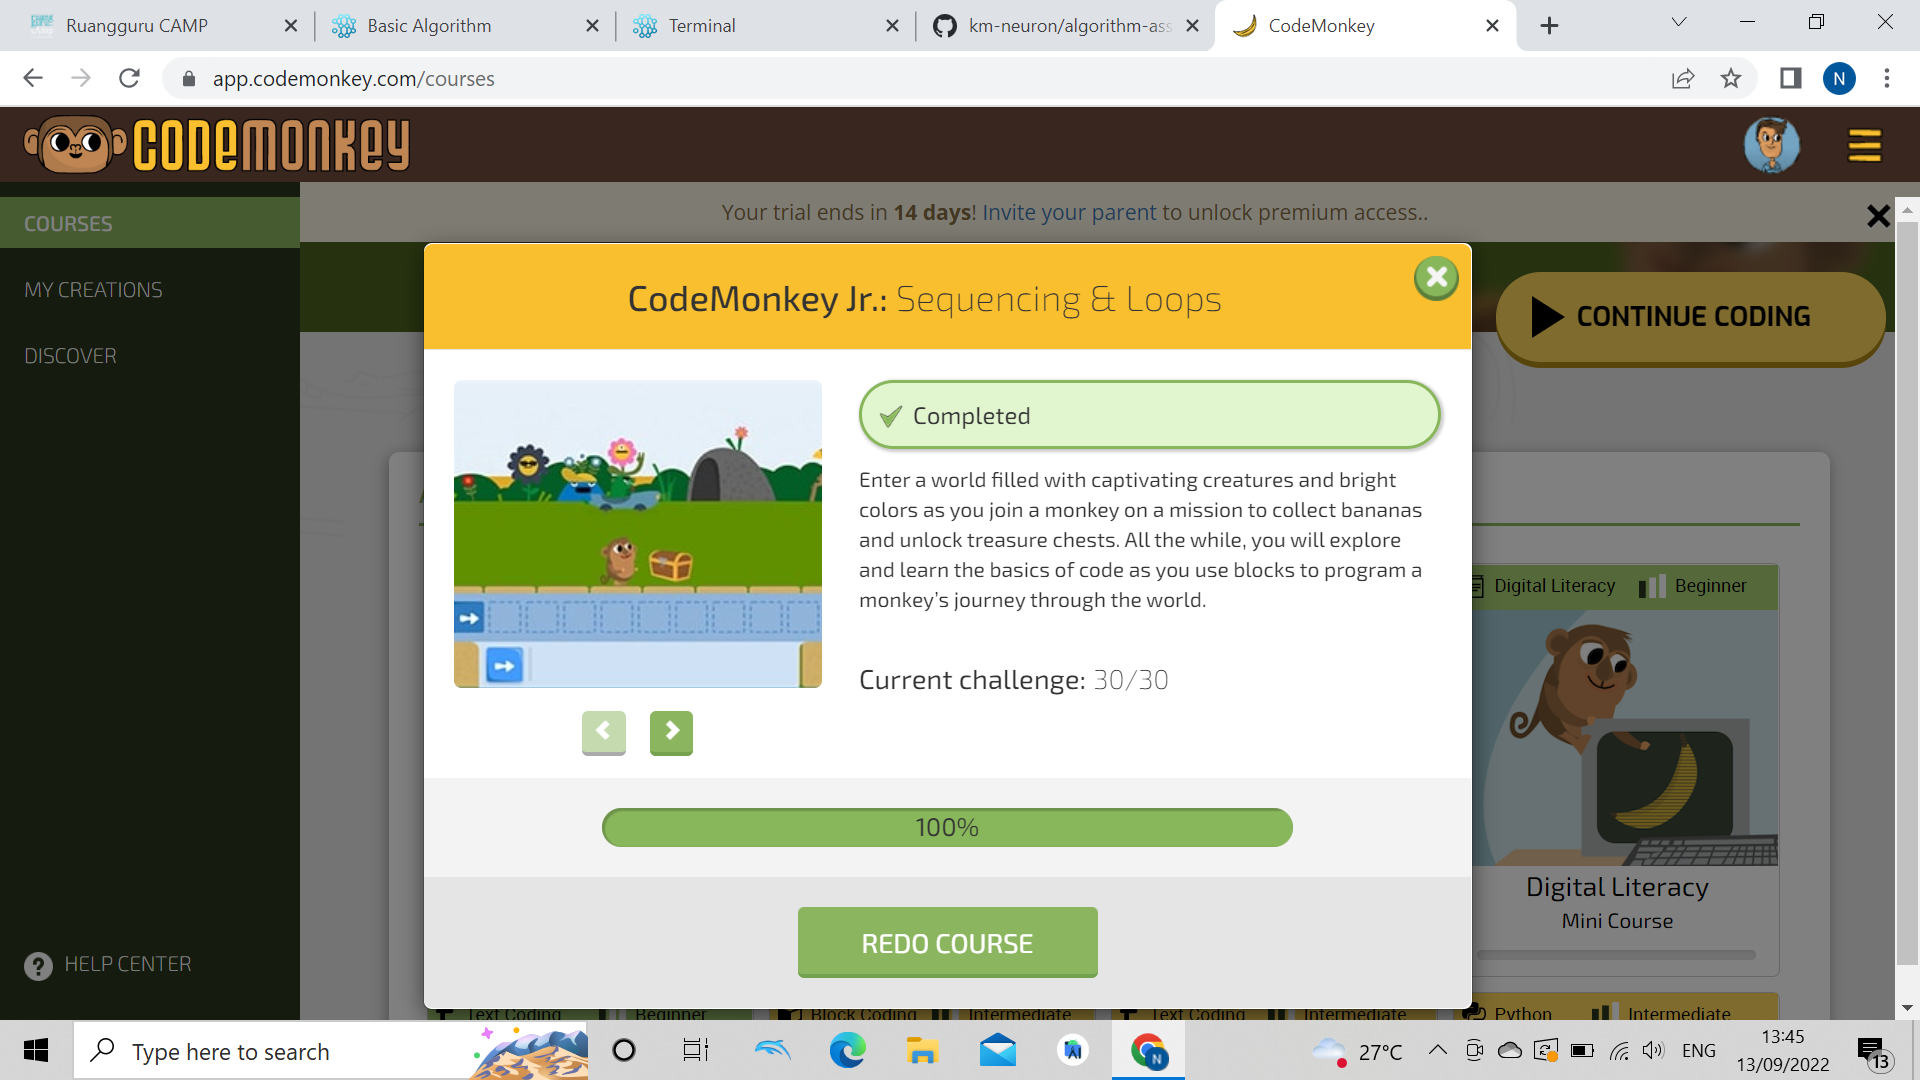 Ruangguru CAMP
Basic Algorithm
Terminal
km-neuron/algorithm-ass
CodeMonkey
app.codemonkey.com/courses
N
CODEMONKEY
COURSES
Your trial ends in 14 days! Invite your parent to unlock premium access..
MY CREATIONS
DISCOVER
CONTINUE CODING
CodeMonkey Jr.: Sequencing & Loops
Completed
Enter a world filled with captivating creatures and bright
colors as you join a monkey on a mission to collect bananas
and unlock treasure chests. All the while, you will explore
and learn the basics of code as you use blocks to program a
monkey's journey through the world.
Current challenge: 30/30
100%
REDO COURSE
Digital Literacy
Beginner
Digital Literacy
Mini Course
HELP CENTER
Text Coding
Beginner
Block Coding
Intermediate
Text Coding
Intermediate
Python
Intermediate
Type here to search
N
27°C
ENG
13:45
13/09/2022
13